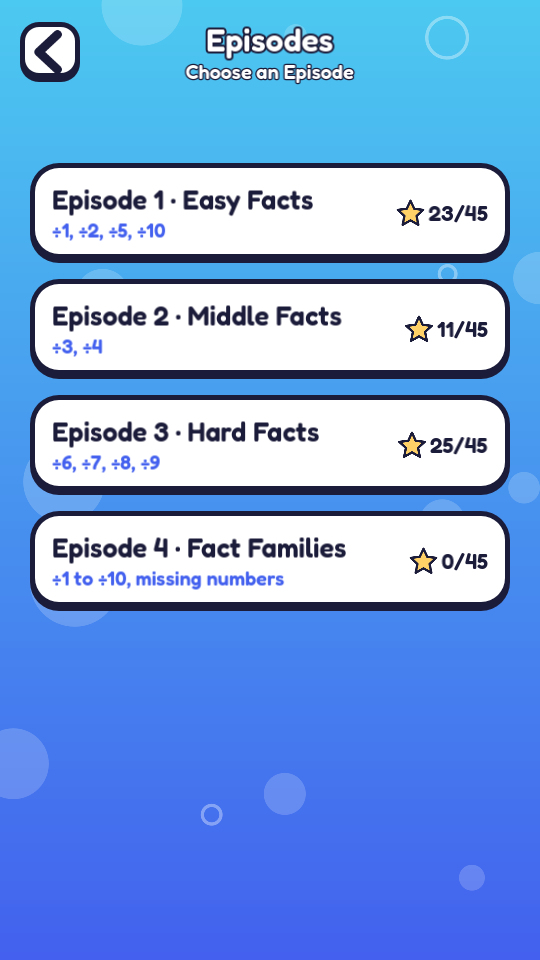 Episodes
Choose an Episode
Episode 1 · Easy Facts
÷1, ÷2, ÷5, ÷10
23/45
Episode 2 · Middle Facts
÷3, ÷4
11/45
Episode 3 · Hard Facts
÷6, ÷7, ÷8, ÷9
25/45
Episode 4 · Fact Families
÷1 to ÷10, missing numbers
0/45